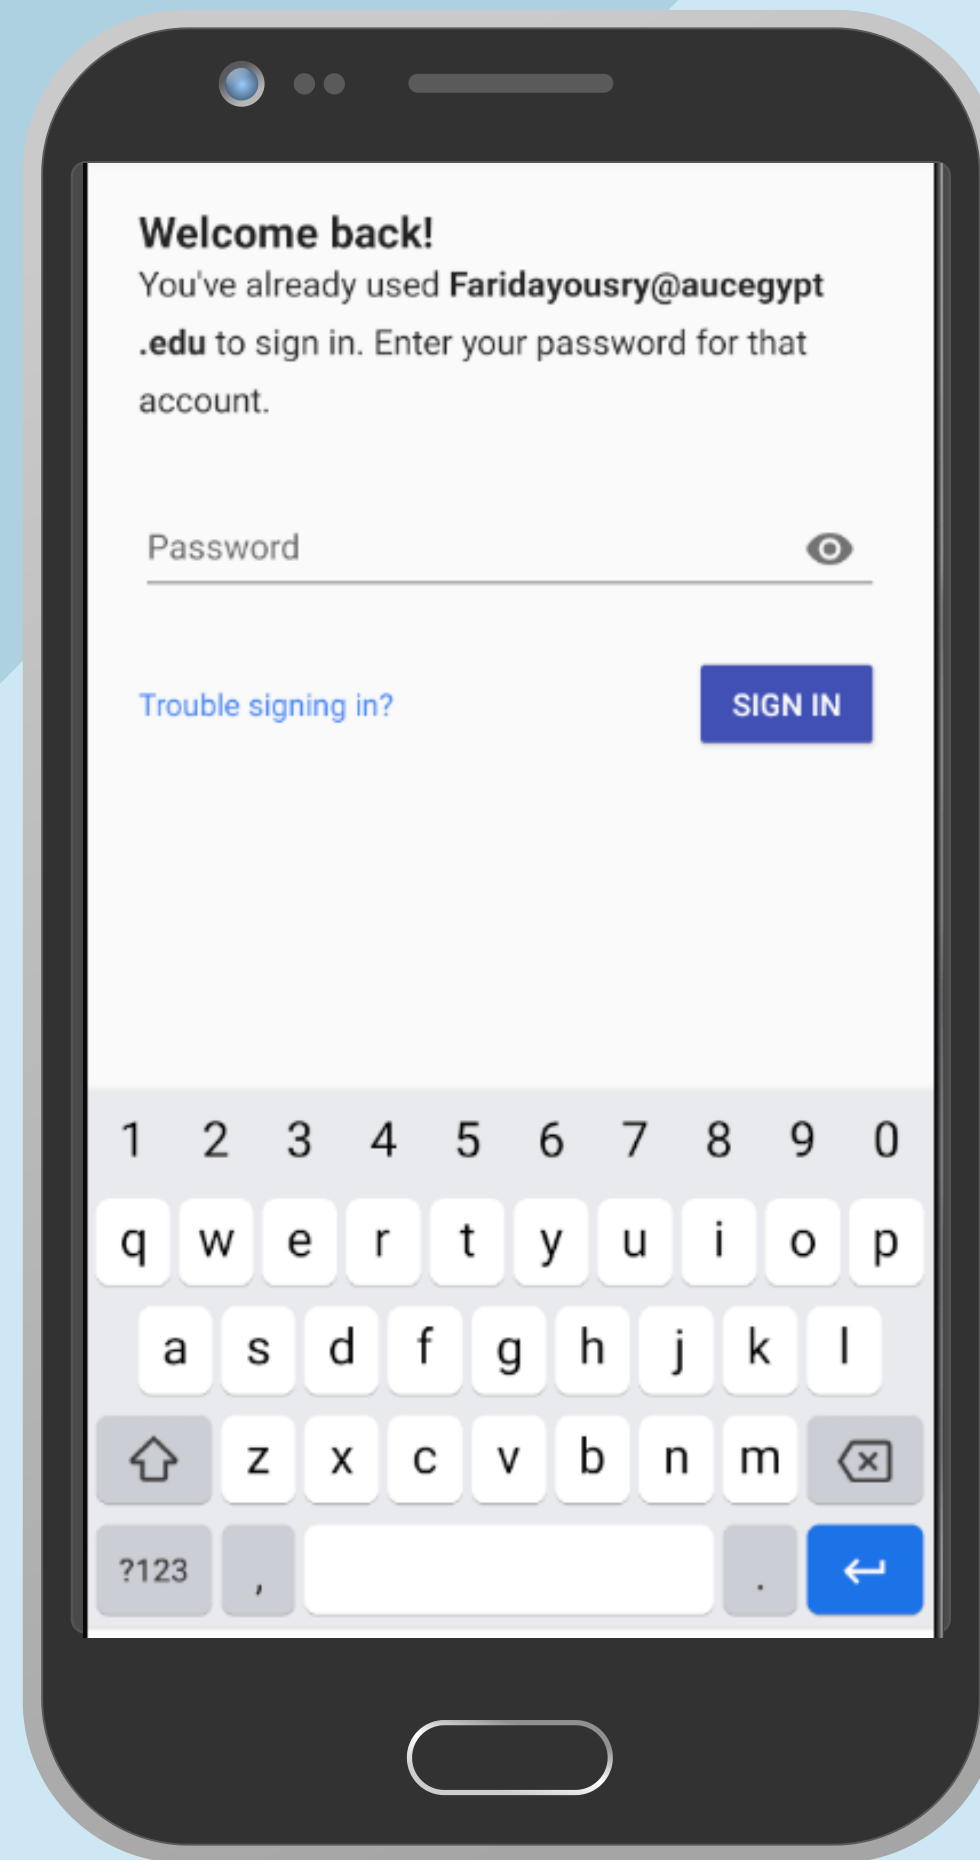 Welcome back!
You've already used Faridayousry@aucegypt
.edu to sign in. Enter your password for that
account.
Password
Trouble signing in?
SIGN IN
1 2 3 4 5 6 7 8 9 0
q w e r t y u i o p
a s d f g h j k l
z x c v b n m
?123 , .